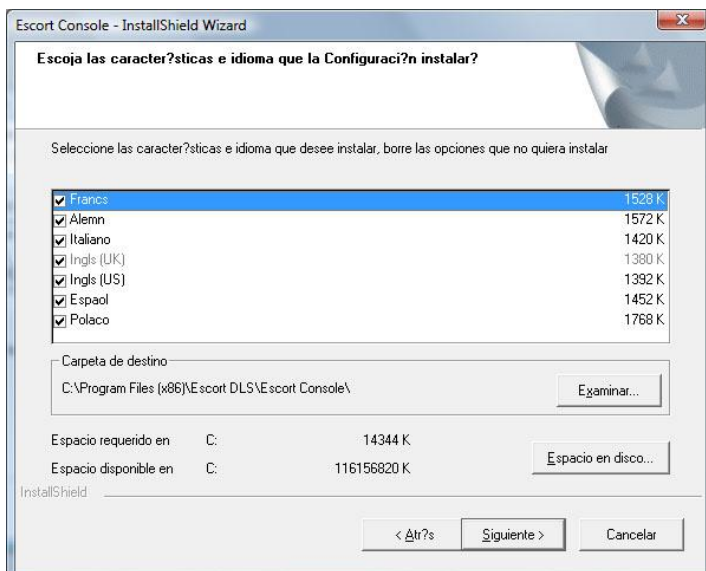 Escort Console - InstallShield Wizard
Escoja las caracter?sticas e idioma que la Configuraci?n instalar?
Seleccione las caracter?sticas e idioma que desee instalar, borre las opciones que no quiera instalar
Francs 1528 K
Alemn 1572 K
Italiano 1420 K
Ingls (UK) 1380 K
Ingls (US) 1392 K
Espaol 1452 K
Polaco 1768 K
Carpeta de destino
C:\Program Files (x86)\Escort DLS\Escort Console\ Examinar...
Espacio requerido en C: 14344 K
Espacio disponible en C: 116156820 K
Espacio en disco...
InstallShield
< Atr?s Siguiente > Cancelar